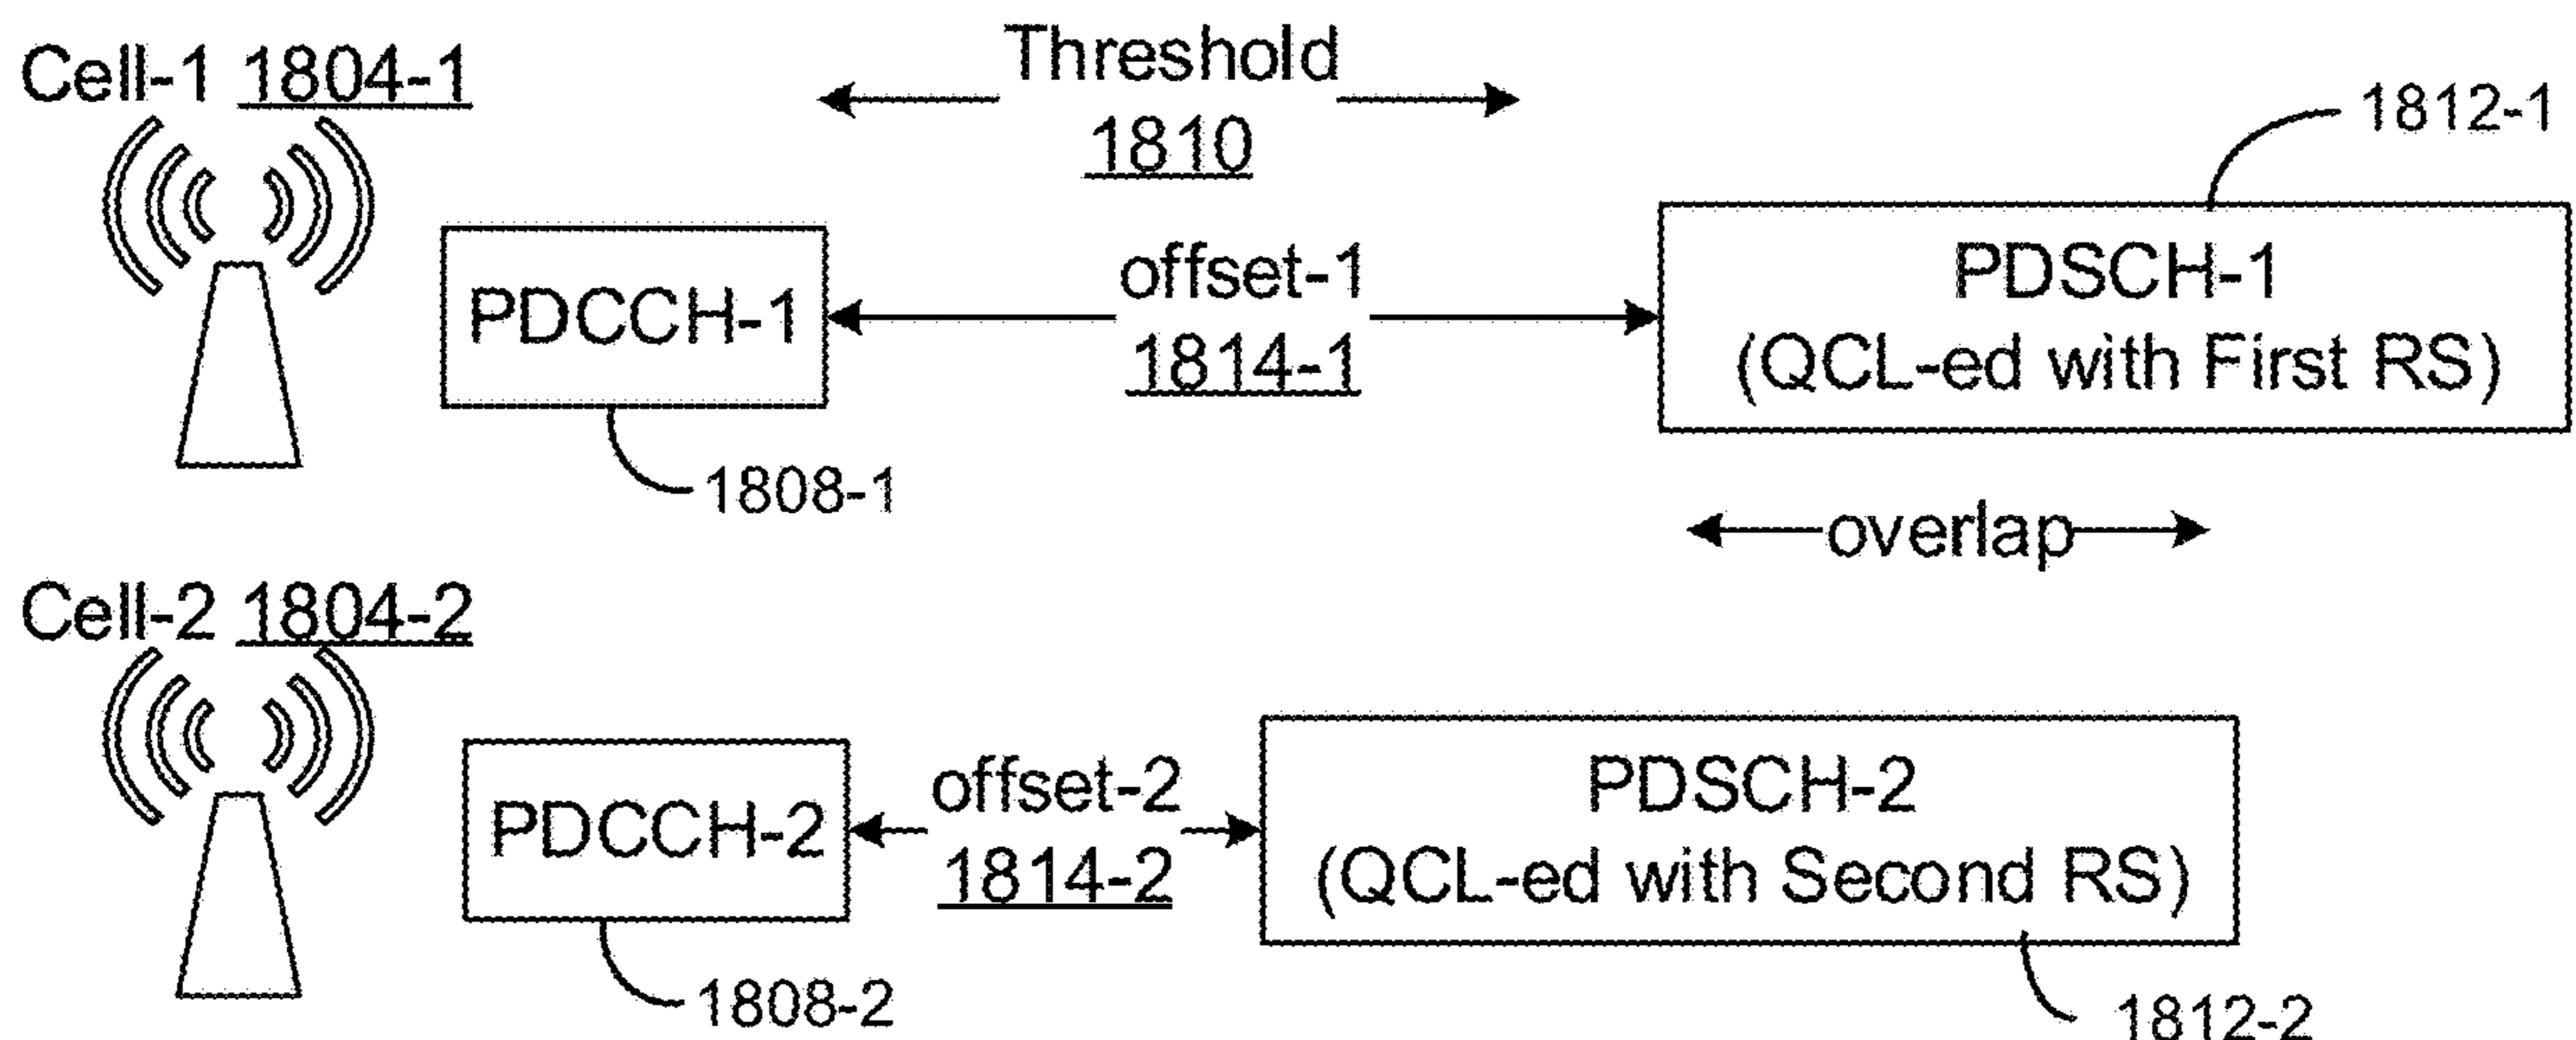 Cell-1 1804-1
Threshold
1810
1812-1
PDCCH-1
offset-1
1814-1
PDSCH-1
(QCL-ed with First RS)
1808-1
overlap
Cell-2 1804-2
PDCCH-2
offset-2
1814-2
PDSCH-2
(QCL-ed with Second RS)
1808-2
1812-2